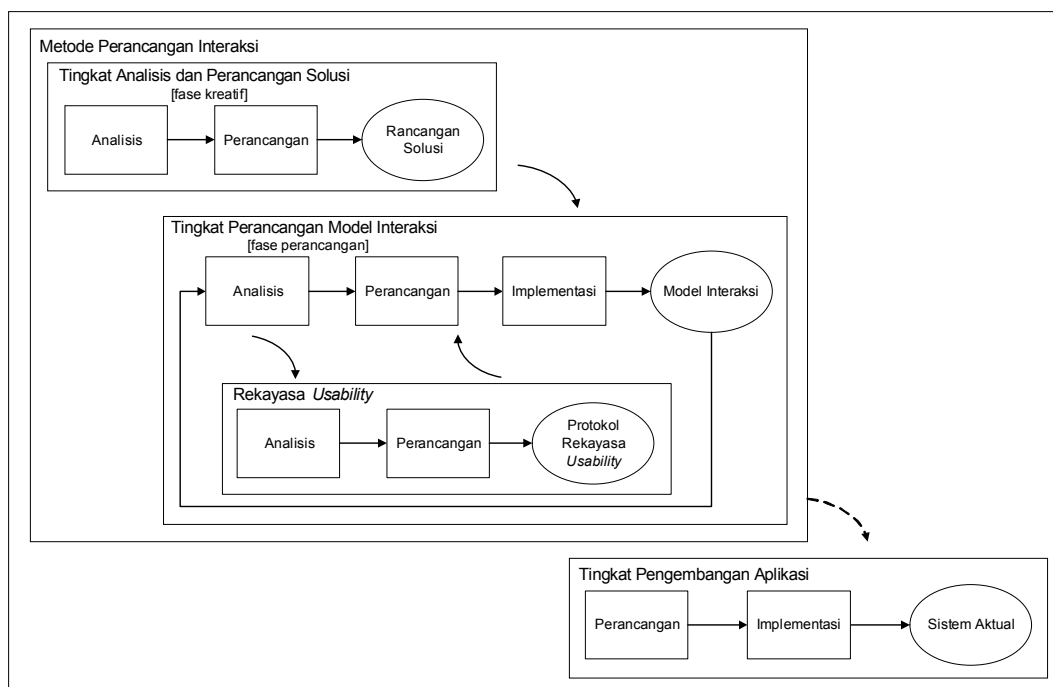 Metode Perancangan Interaksi
Tingkat Analisis dan Perancangan Solusi
[fase kreatif]
Analisis
Perancangan
Rancangan
Solusi
Tingkat Perancangan Model Interaksi
[fase perancangan]
Analisis
Perancangan
Implementasi
Model Interaksi
Rekayasa Usability
Analisis
Perancangan
Protokol
Rekayasa
Usability
Tingkat Pengembangan Aplikasi
Perancangan
Implementasi
Sistem Aktual